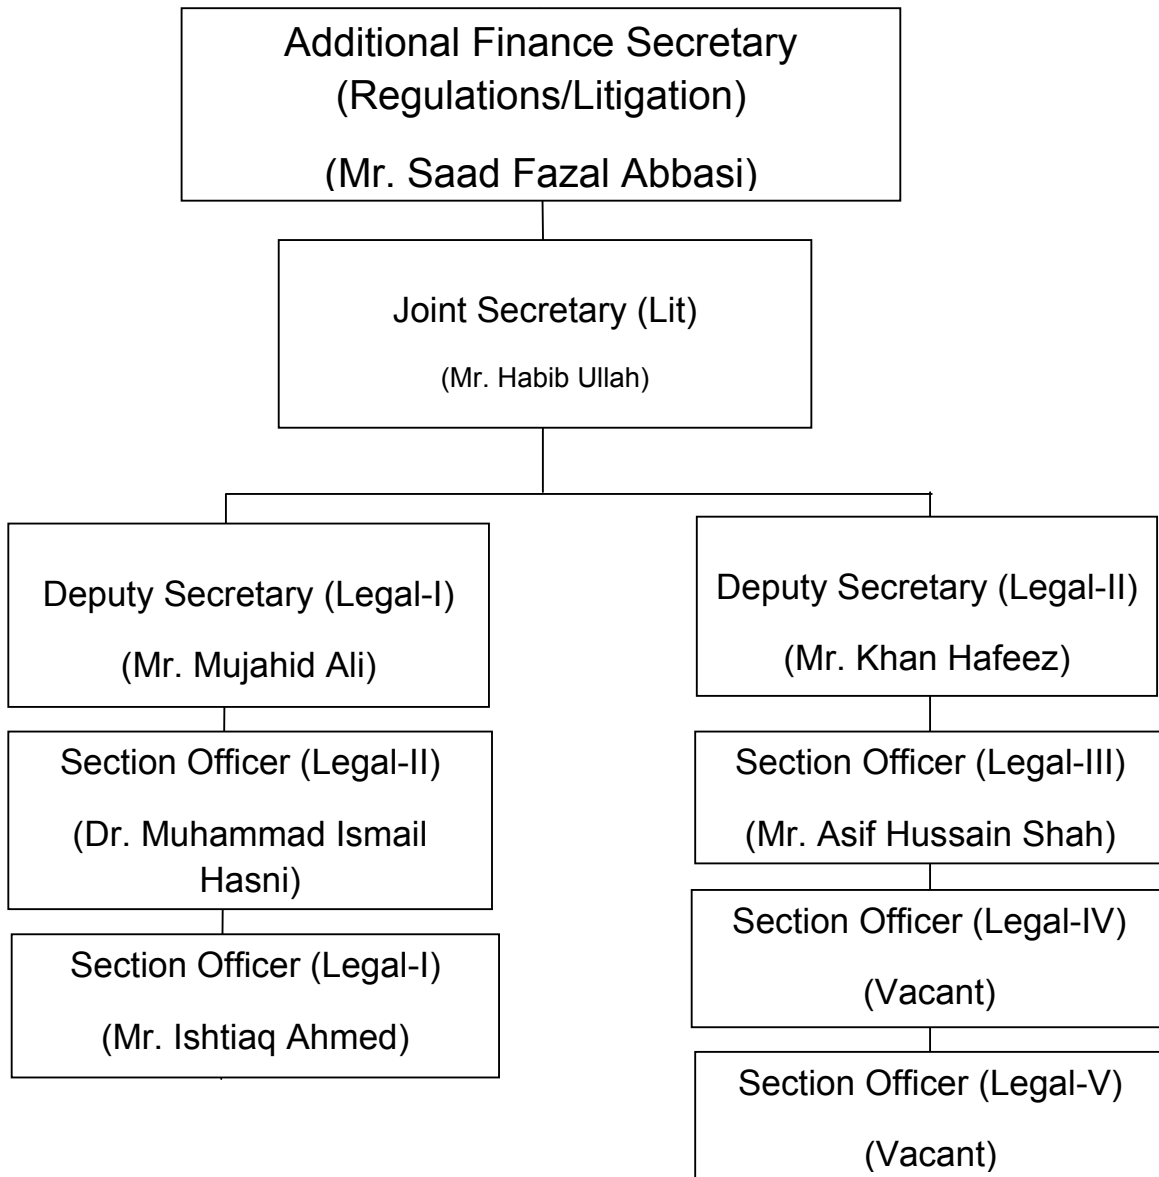 Additional Finance Secretary
(Regulations/Litigation)
(Mr. Saad Fazal Abbasi)
Joint Secretary (Lit)
(Mr. Habib Ullah)
Deputy Secretary (Legal-I)
(Mr. Mujahid Ali)
Section Officer (Legal-II)
(Dr. Muhammad Ismail
Hasni)
Section Officer (Legal-I)
(Mr. Ishtiaq Ahmed)
Deputy Secretary (Legal-II)
(Mr. Khan Hafeez)
Section Officer (Legal-III)
(Mr. Asif Hussain Shah)
Section Officer (Legal-IV)
(Vacant)
Section Officer (Legal-V)
(Vacant)